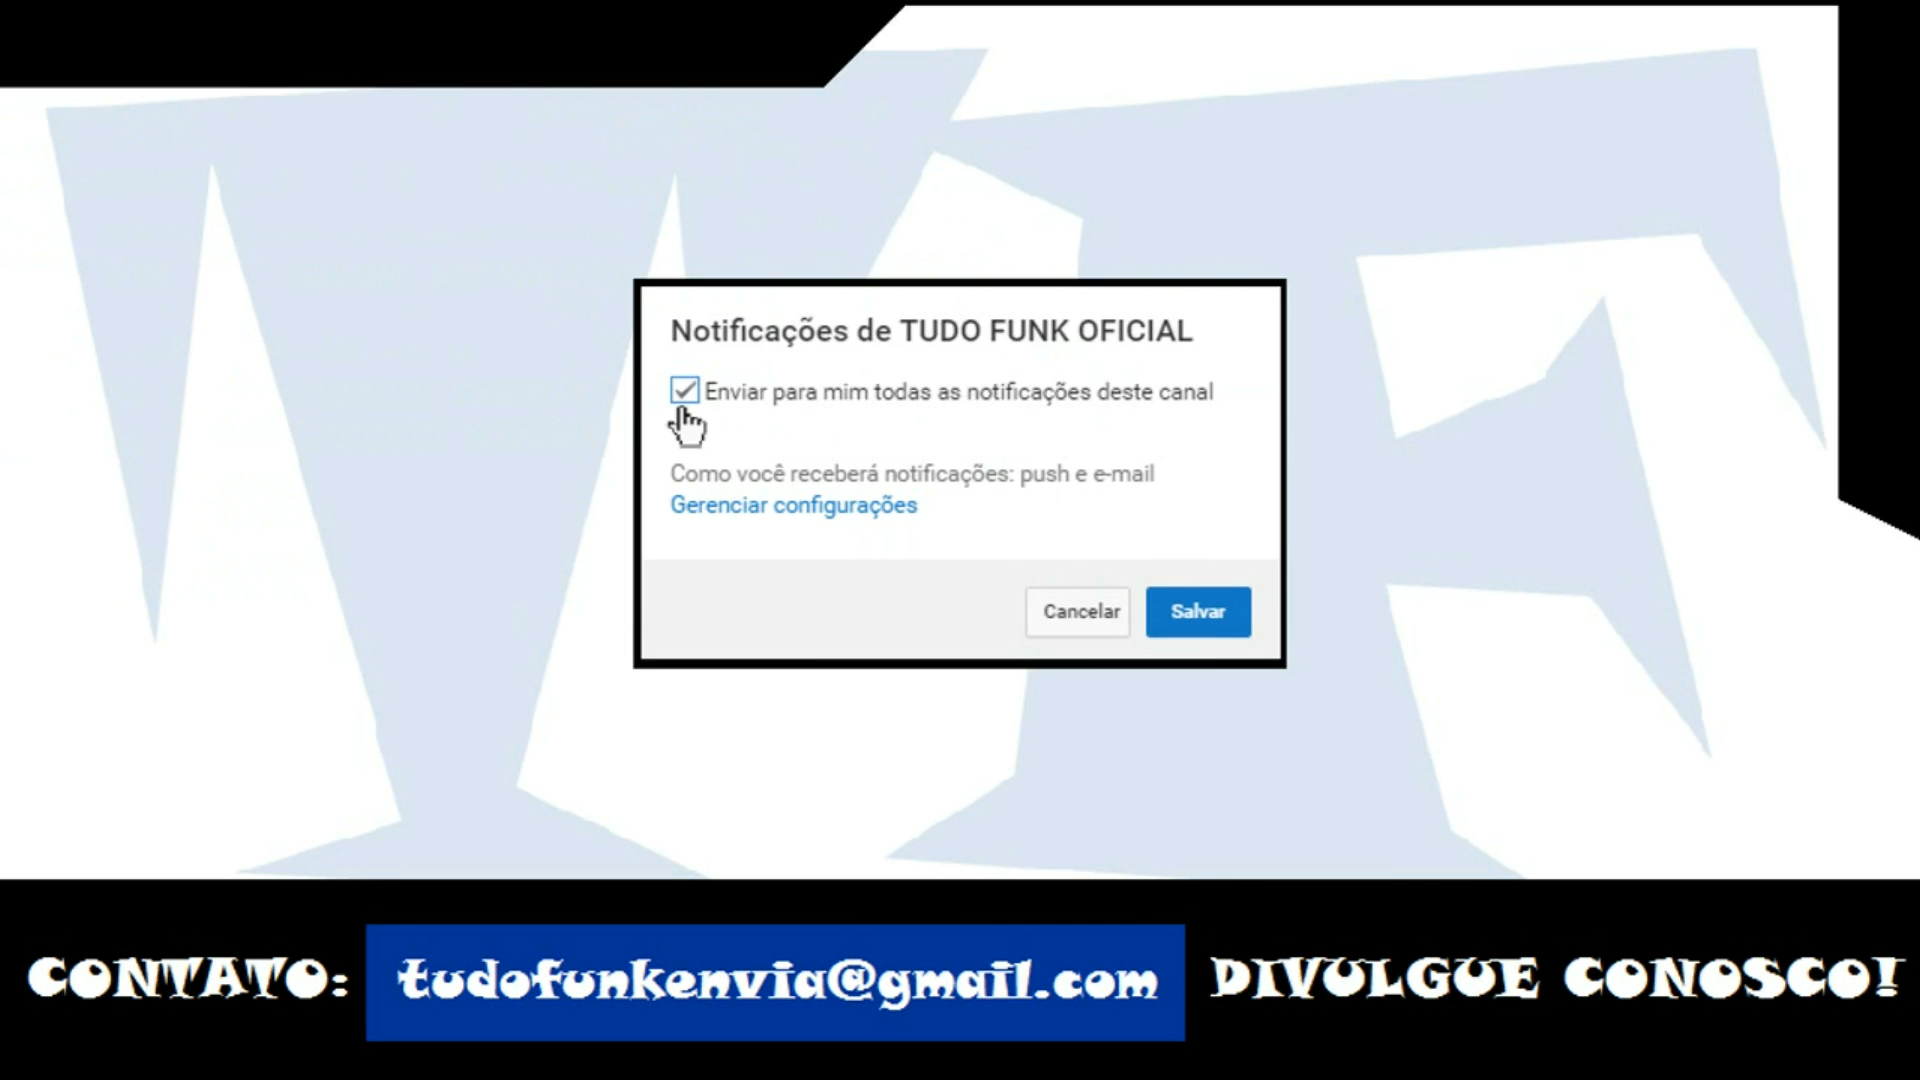 Notificações de TUDO FUNK OFICIAL
Enviar para mim todas as notificações deste canal
Como você receberá notificações: push e e-mail
Gerenciar configurações
Cancelar Salvar
CONTATO: tudofunkenvia@gmail.com DIVULGUE CONOSCO!